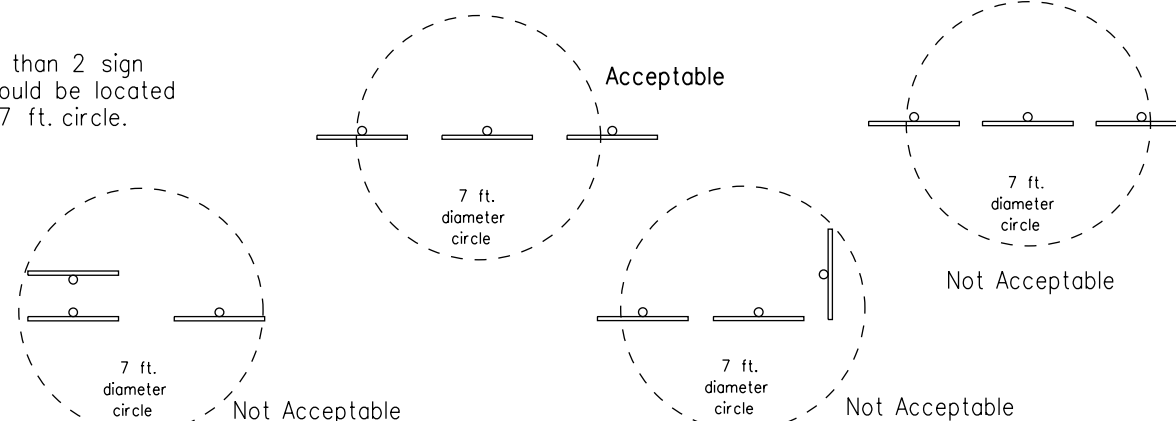 than 2 sign
be located
7 ft. circle.
Acceptable
7 ft.
diameter
circle
7 ft.
diameter
circle
Not Acceptable
7 ft.
diameter
circle
Not Acceptable
7 ft.
diameter
circle
Not Acceptable